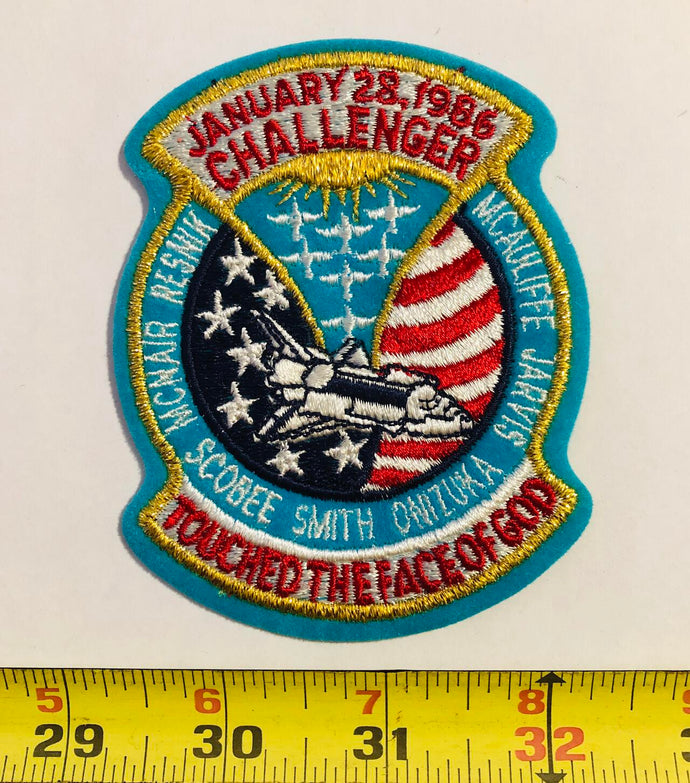 JANUARY 28, 1986
CHALLENGER
MCNAIR RESNIK
SCOBEE SMITH ONIZUKA
MCAULIFFE JARVIS
TOUCHED THE FACE OF GOD
5 6 7 8 9
29 30 31 32